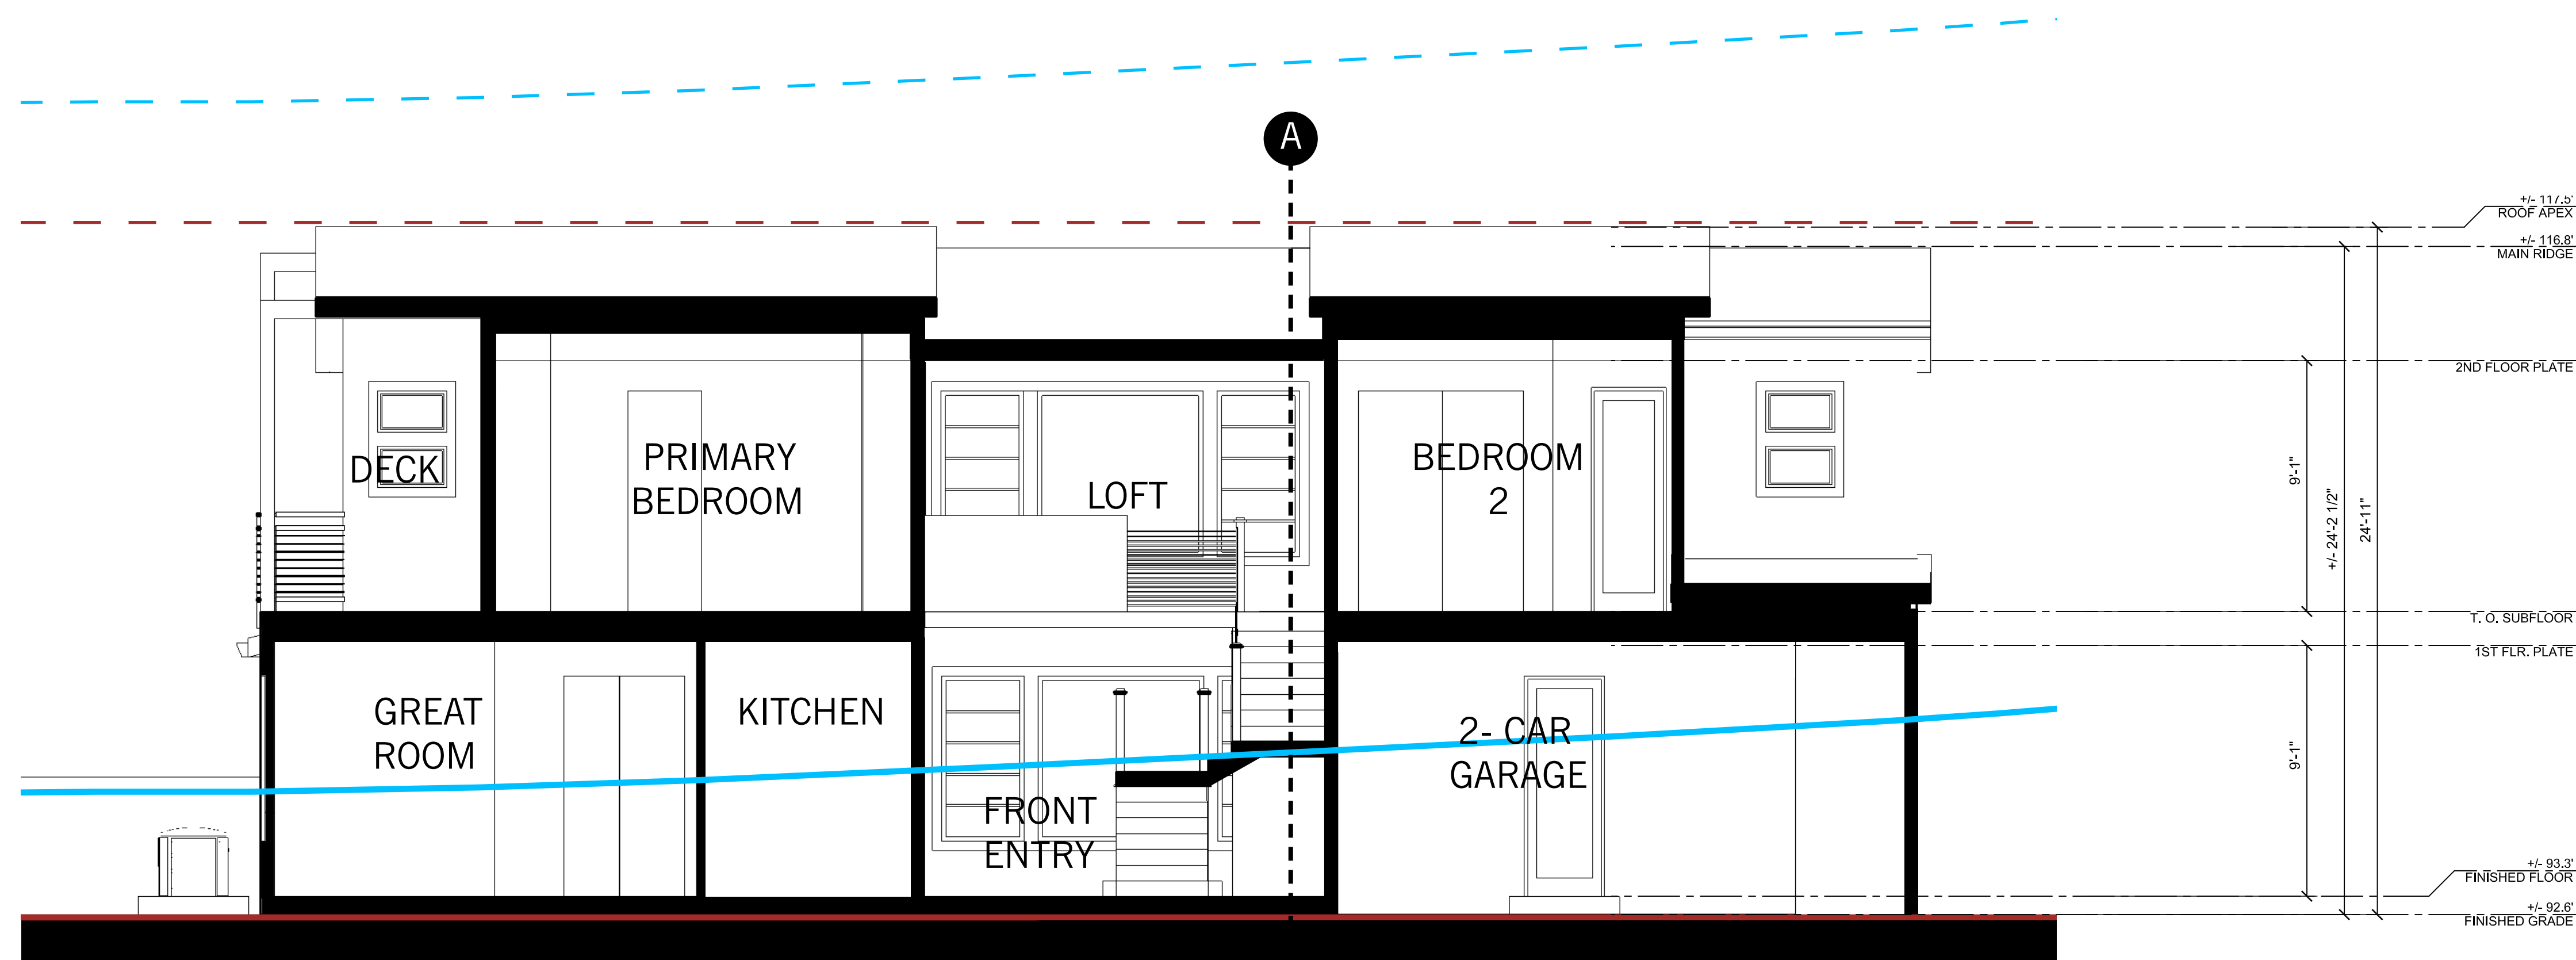 A
+/- 117.5'
ROOF APEX
+/- 116.8'
MAIN RIDGE
2ND FLOOR PLATE
DECK
PRIMARY
BEDROOM
LOFT
BEDROOM
2
9'-1"
+/- 24'-2 1/2"
24'-11"
T. O. SUBFLOOR
1ST FLR. PLATE
GREAT
ROOM
KITCHEN
FRONT
ENTRY
2- CAR
GARAGE
9'-1"
+/- 93.3'
FINISHED FLOOR
+/- 92.6'
FINISHED GRADE